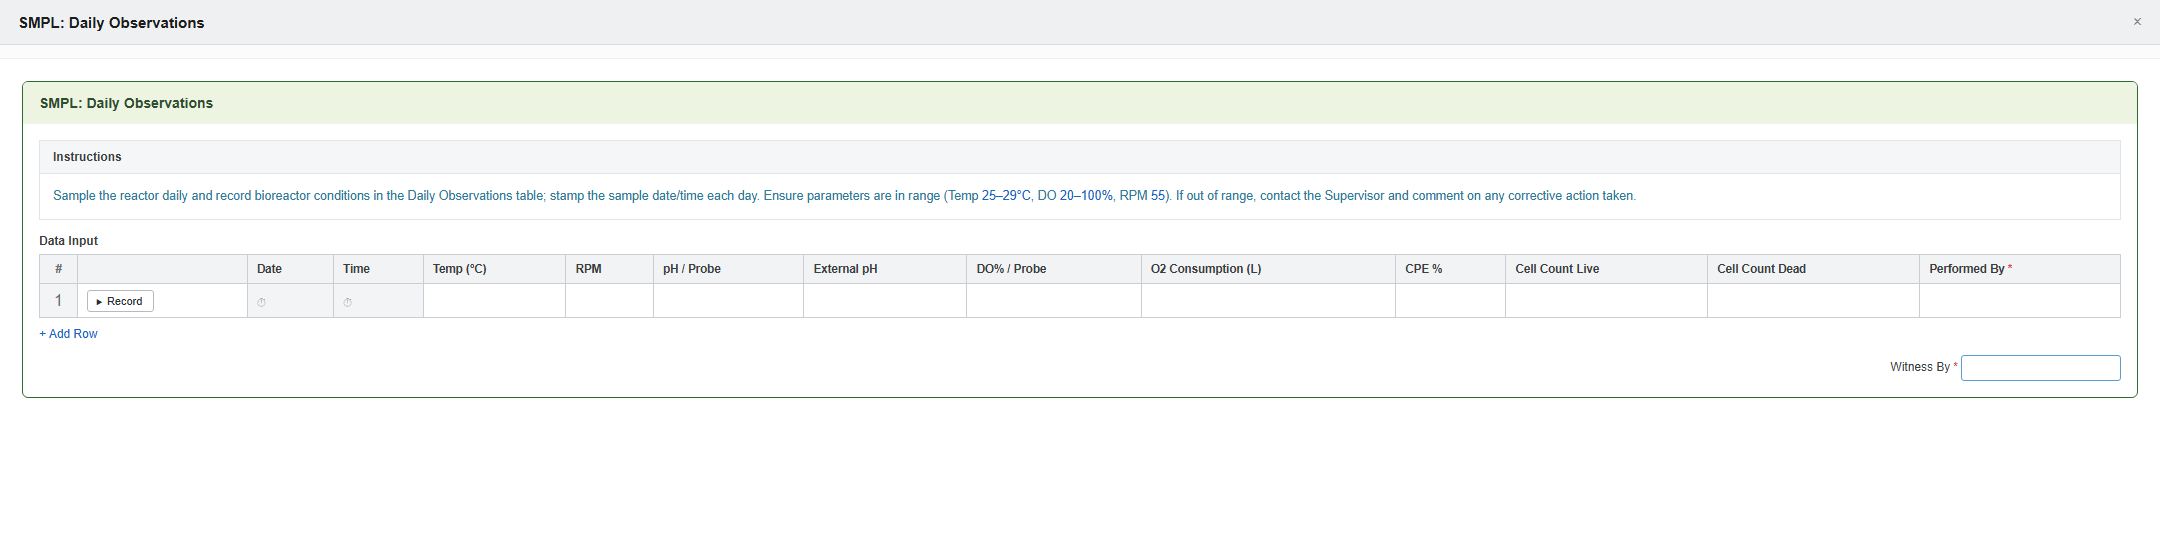 SMPL: Daily Observations
×
SMPL: Daily Observations
Instructions
Sample the reactor daily and record bioreactor conditions in the Daily Observations table; stamp the sample date/time each day. Ensure parameters are in range (Temp 25–29°C, DO 20–100%, RPM 55). If out of range, contact the Supervisor and comment on any corrective action taken.
Data Input
# Date Time Temp (°C) RPM pH / Probe External pH DO% / Probe O2 Consumption (L) CPE % Cell Count Live Cell Count Dead Performed By *
1 ▸ Record
+ Add Row
Witness By *